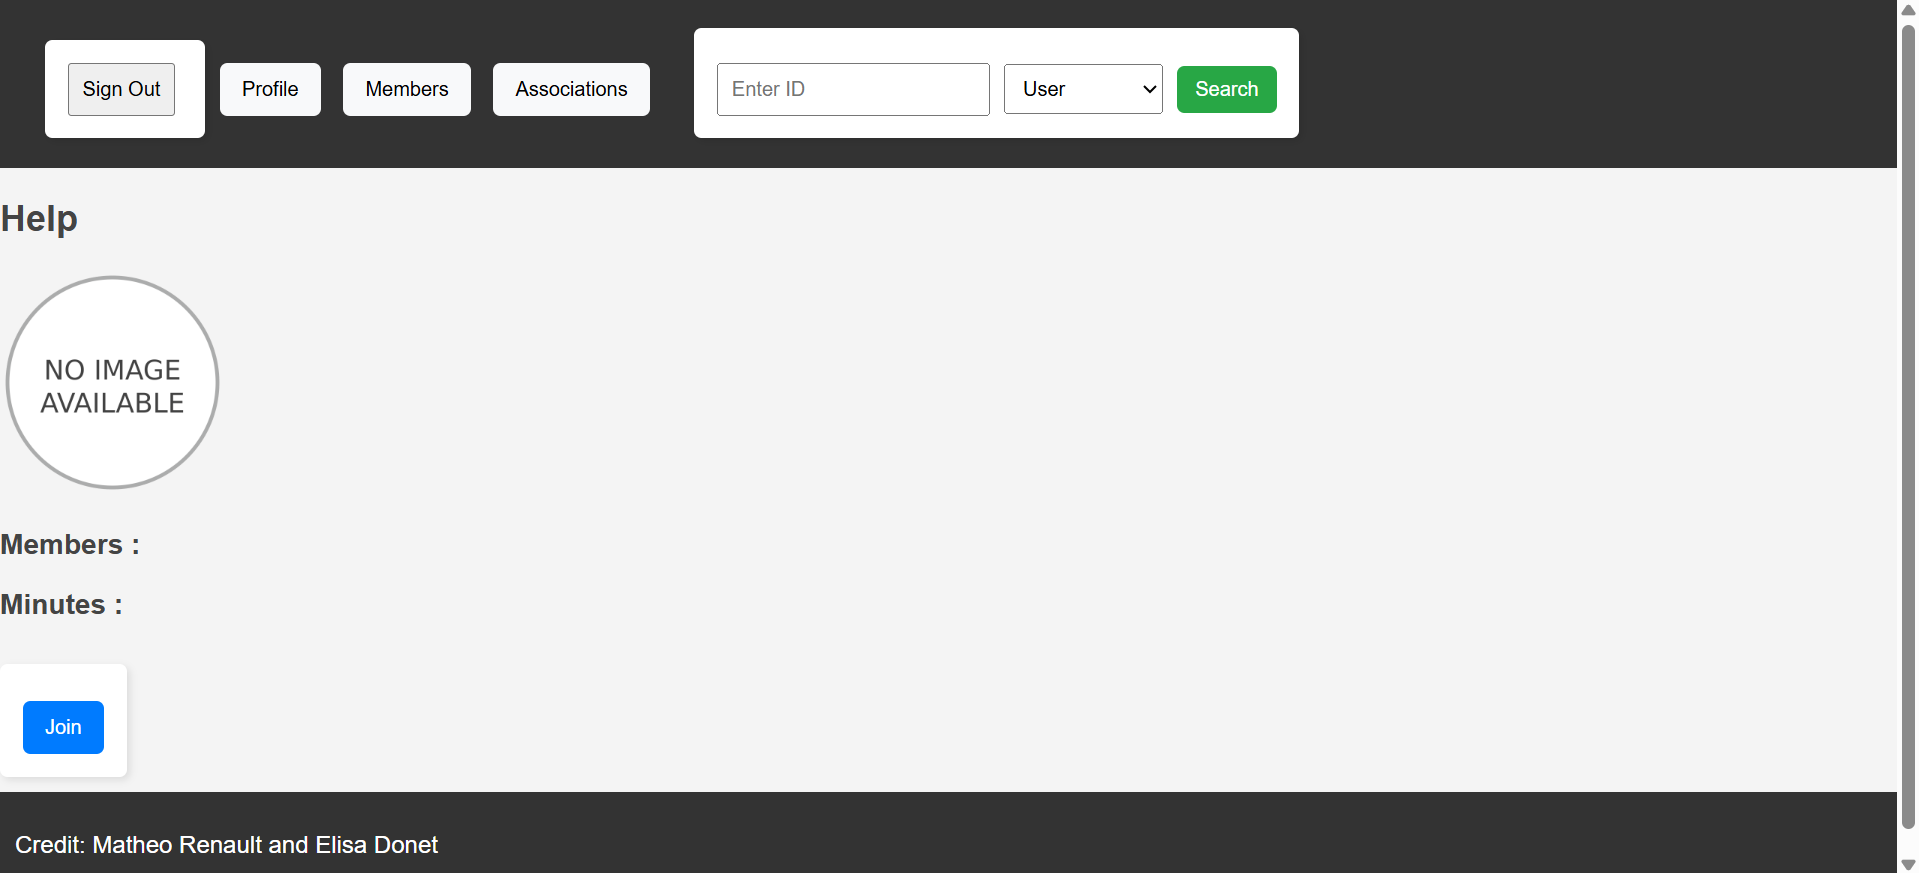 Sign Out Profile Members Associations Enter ID User Search
Help
NO IMAGE
AVAILABLE
Members :
Minutes :
Join
Credit: Matheo Renault and Elisa Donet